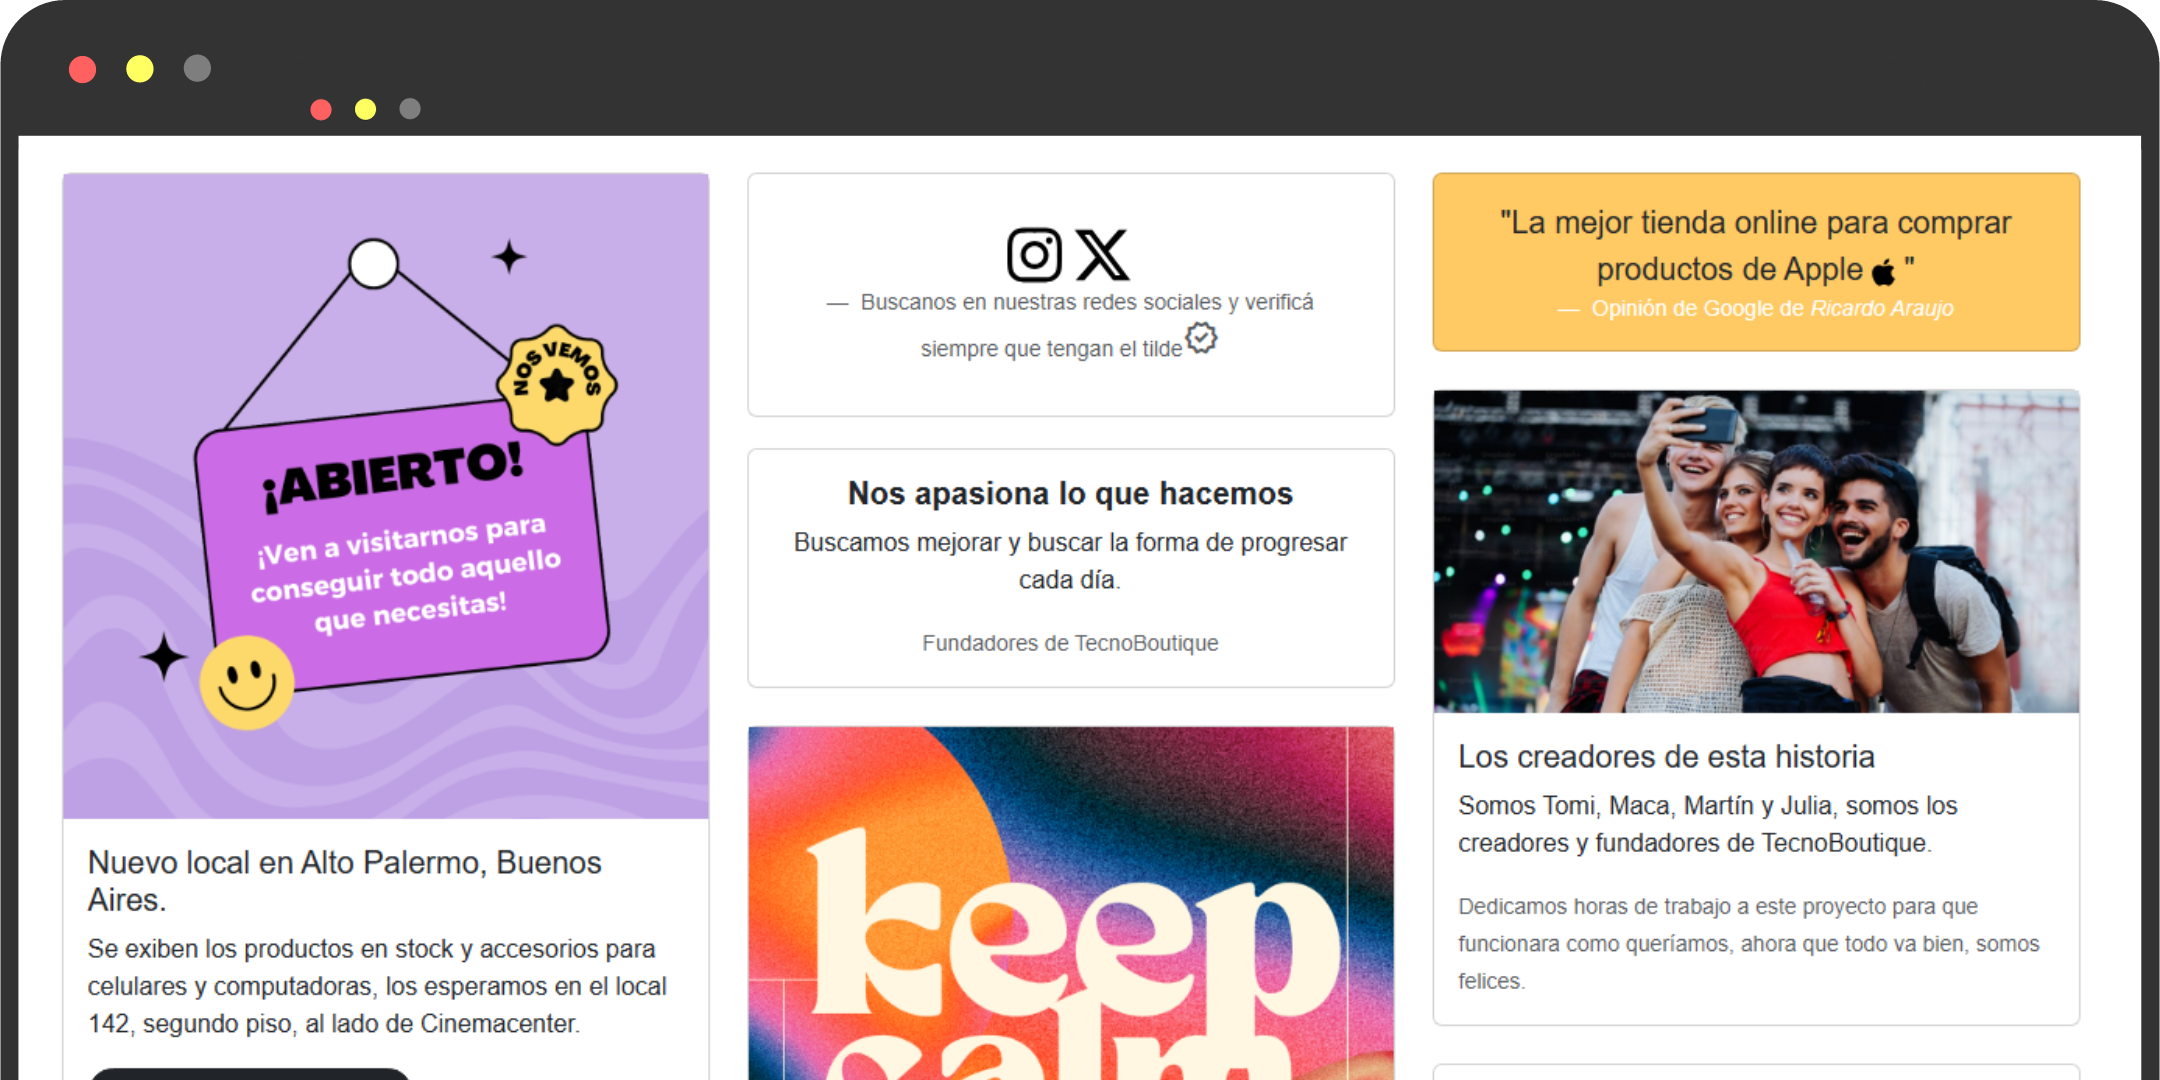 NOS VEMOS
¡ABIERTO!
¡Ven a visitarnos para
conseguir todo aquello
que necesitas!
Nuevo local en Alto Palermo, Buenos
Aires.
Se exiben los productos en stock y accesorios para
celulares y computadoras, los esperamos en el local
142, segundo piso, al lado de Cinemacenter.
— Buscanos en nuestras redes sociales y verificá
siempre que tengan el tilde
Nos apasiona lo que hacemos
Buscamos mejorar y buscar la forma de progresar
cada día.
Fundadores de TecnoBoutique
keep
calm
"La mejor tienda online para comprar
productos de Apple "
— Opinión de Google de Ricardo Araujo
Los creadores de esta historia
Somos Tomi, Maca, Martín y Julia, somos los
creadores y fundadores de TecnoBoutique.
Dedicamos horas de trabajo a este proyecto para que
funcionara como queríamos, ahora que todo va bien, somos
felices.